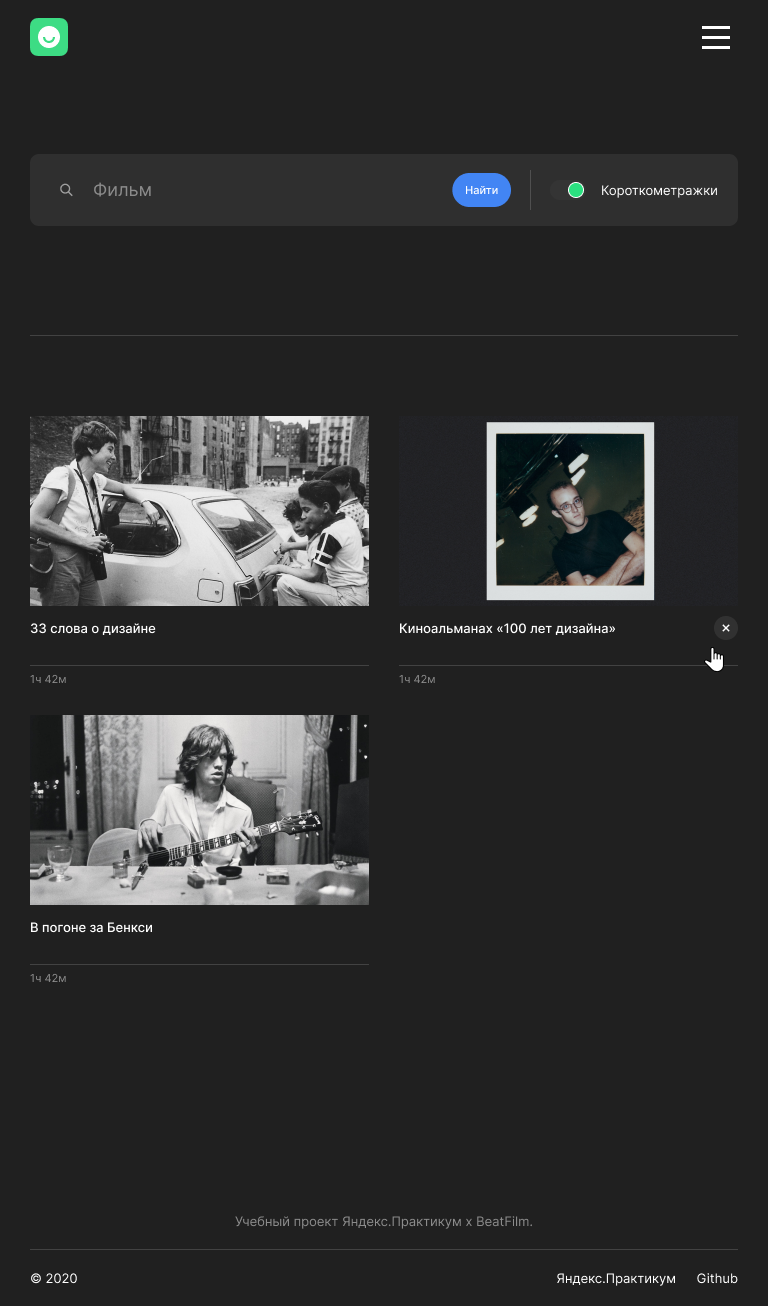 Фильм
Найти
Короткометражки
33 слова о дизайне
1ч 42м
Киноальманах «100 лет дизайна»
1ч 42м
В погоне за Бенкси
1ч 42м
Учебный проект Яндекс.Практикум х BeatFilm.
© 2020
Яндекс.Практикум
Github